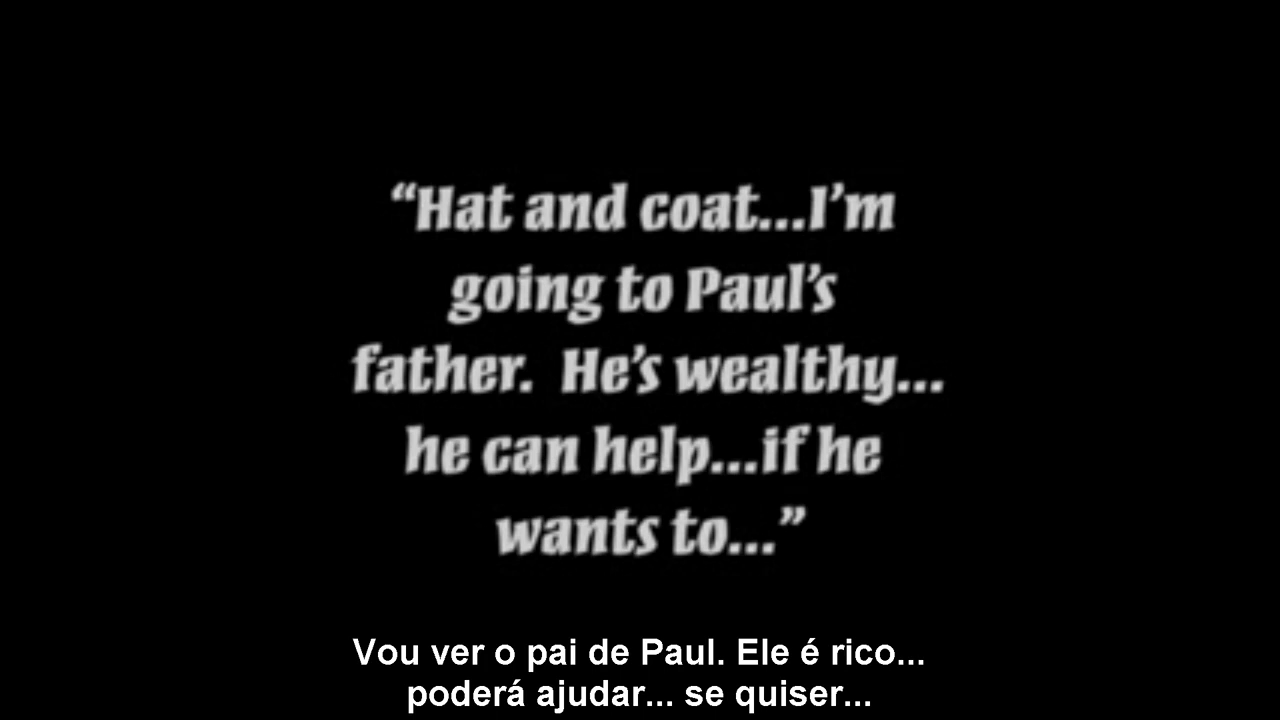 “Hat and coat...I’m
going to Paul’s
father.  He’s wealthy...
he can help...if he
wants to...”
Vou ver o pai de Paul. Ele é rico...
poderá ajudar... se quiser...